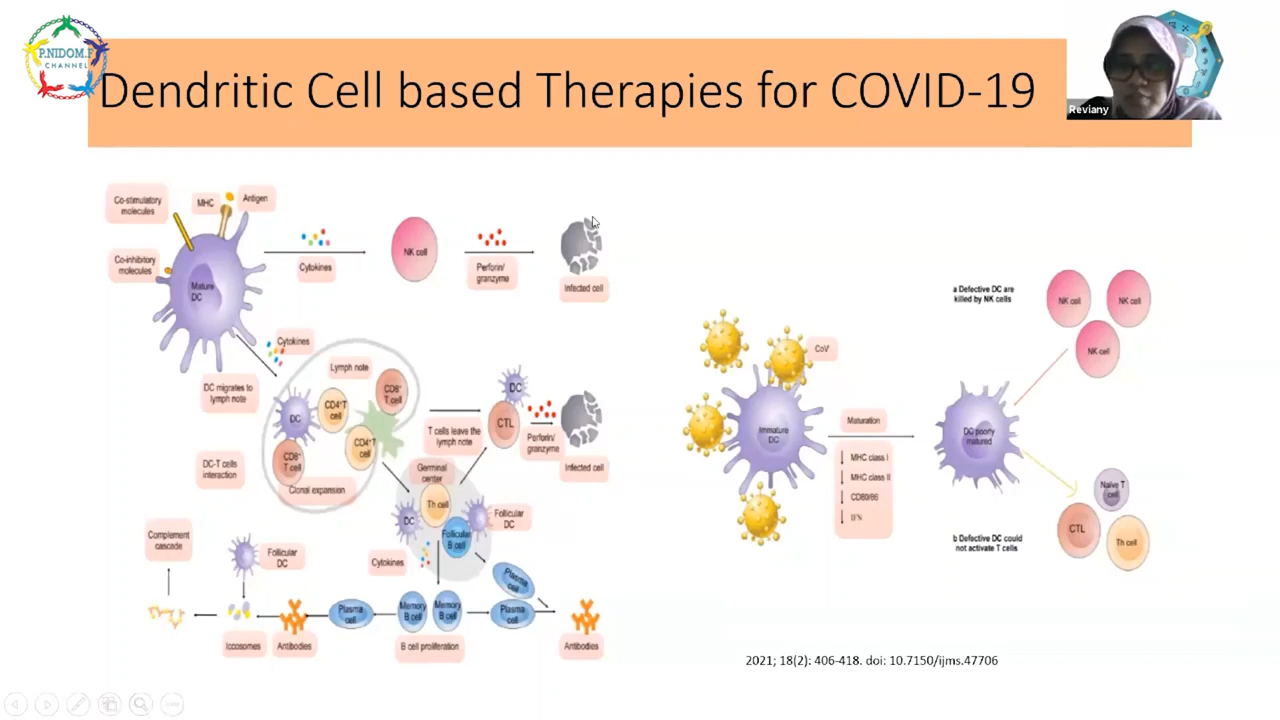 P.NIDOM.F
CHANNEL
Dendritic Cell based Therapies for COVID-19
Reviany
Co-stimulatory
molecules
MHC
Antigen
Co-inhibitory
molecules
Mature
DC
Cytokines
NK cell
Perforin/
granzyme
Infected cell
Cytokines
DC migrates to
lymph note
Lymph note
DC
CD4⁺T
cell
CD8⁺
T cell
CD4⁺T
cell
CD8⁺
T cell
DC-T cells
interaction
Clonal expansion
T cells leave the
lymph note
DC
CTL
Perforin/
granzyme
Infected cell
Germinal
center
Th cell
DC
Follicular
B cell
Follicular
DC
Cytokines
Complement
cascade
Follicular
DC
Iccosomes
Antibodies
Plasma
cell
Memory
B cell
Memory
B cell
B cell proliferation
Plasma
cell
Plasma
cell
Antibodies
CoV
Immature
DC
Maturation
↓ MHC class I
↓ MHC class II
↓ CD80/86
↓ IFN
DC poorly
matured
a Defective DC are
killed by NK cells
NK cell
NK cell
NK cell
b Defective DC could
not activate T cells
Naive T
cell
CTL
Th cell
2021; 18(2): 406-418. doi: 10.7150/ijms.47706